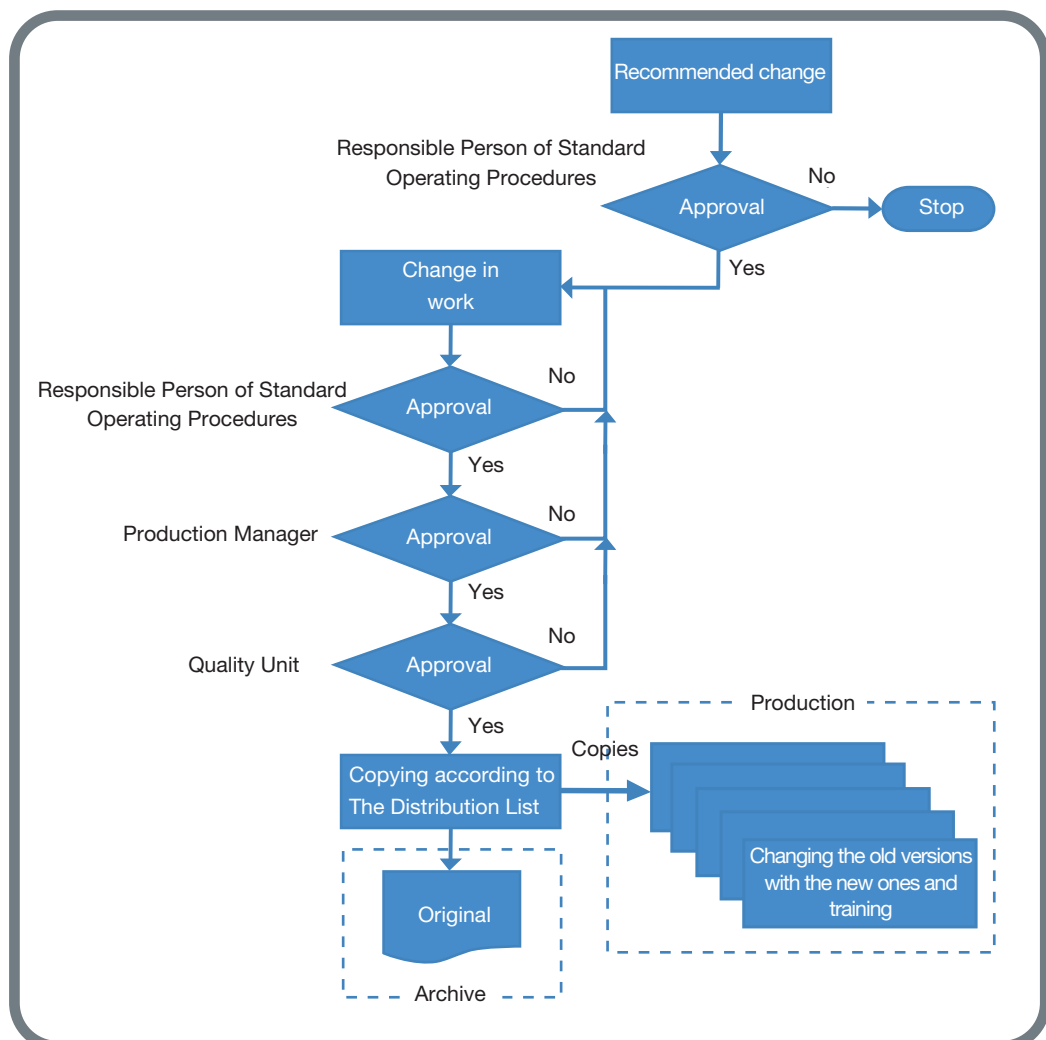 Recommended change
Responsible Person of Standard
Operating Procedures
Approval
No
Stop
Yes
Change in
work
Responsible Person of Standard
Operating Procedures
Approval
No
Yes
Production Manager
Approval
No
Yes
Quality Unit
Approval
No
Yes
Production
Copies
Copying according to
The Distribution List
Changing the old versions
with the new ones and
training
Original
Archive